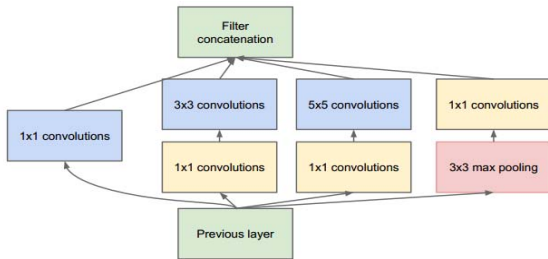 Filter
concatenation
3x3 convolutions
5x5 convolutions
1x1 convolutions
1x1 convolutions
1x1 convolutions
1x1 convolutions
3x3 max pooling
Previous layer